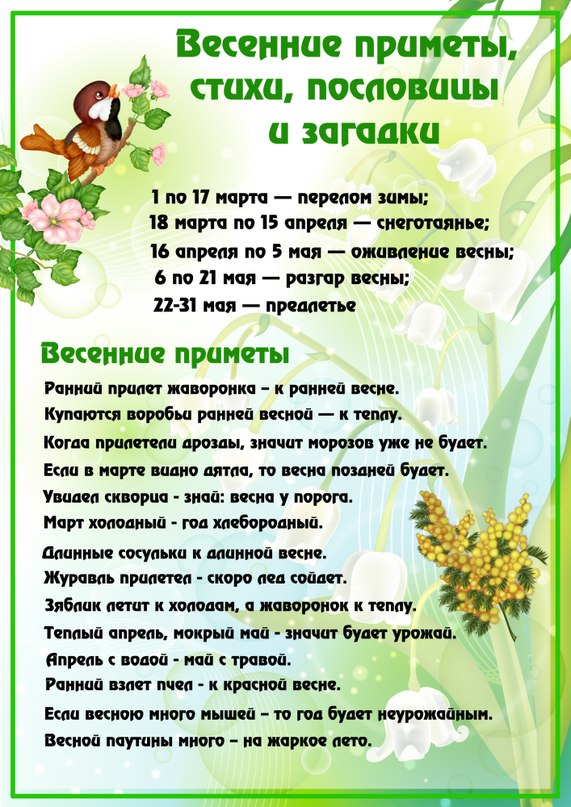 Весенние приметы,
стихи, пословицы
и загадки
1 по 17 марта — перелом зимы;
18 марта по 15 апреля — снеготаянье;
16 апреля по 5 мая — оживление весны;
6 по 21 мая — разгар весны;
22-31 мая — предлетье
Весенние приметы
Ранний прилет жаворонка – к ранней весне.
Купаются воробьи ранней весной — к теплу.
Когда прилетели дрозды, значит морозов уже не будет.
Если в марте видно дятла, то весна поздней будет.
Увидел скворца - знай: весна у порога.
Март холодный - год хлебородный.
Длинные сосульки к длинной весне.
Журавль прилетел - скоро лед сойдет.
Зяблик летит к холодам, а жаворонок к теплу.
Теплый апрель, мокрый май - значит будет урожай.
Апрель с водой - май с травой.
Ранний взлет пчел - к красной весне.
Если весною много мышей – то год будет неурожайным.
Весной паутины много – на жаркое лето.